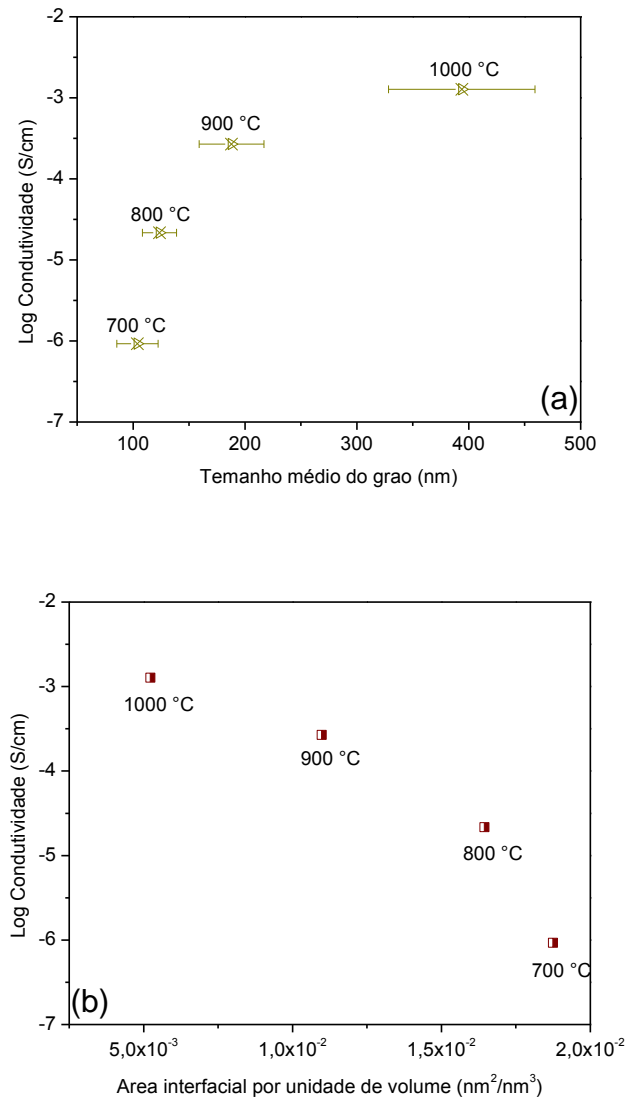 -2
1000 °C
-3
900 °C
-4
800 °C
-5
700 °C
-6
(a)
-7
100 200 300 400 500
Temanho médio do grao (nm)
Log Condutividade (S/cm)
-2
-3
1000 °C
900 °C
-4
800 °C
-5
-6
700 °C
(b)
-7
5,0x10⁻³ 1,0x10⁻² 1,5x10⁻² 2,0x10⁻²
Area interfacial por unidade de volume (nm²/nm³)
Log Condutividade (S/cm)